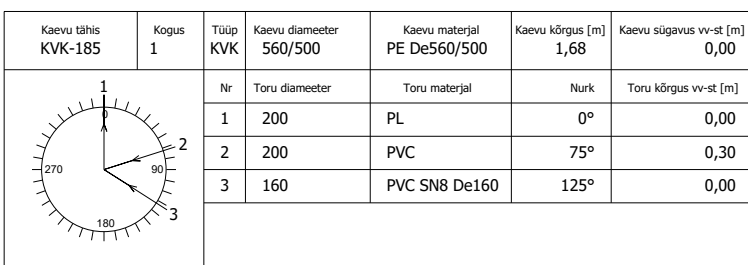 Kaevu tähis Kogus Tüüp Kaevu diameeter Kaevu materjal Kaevu kõrgus [m] Kaevu sügavus vv-st [m]
KVK-185 1 KVK 560/500 PE De560/500 1,68 0,00
Nr Toru diameeter Toru materjal Nurk Toru kõrgus vv-st [m]
1 200 PL 0° 0,00
2 200 PVC 75° 0,30
3 160 PVC SN8 De160 125° 0,00
1
0
2
270 90
3
180